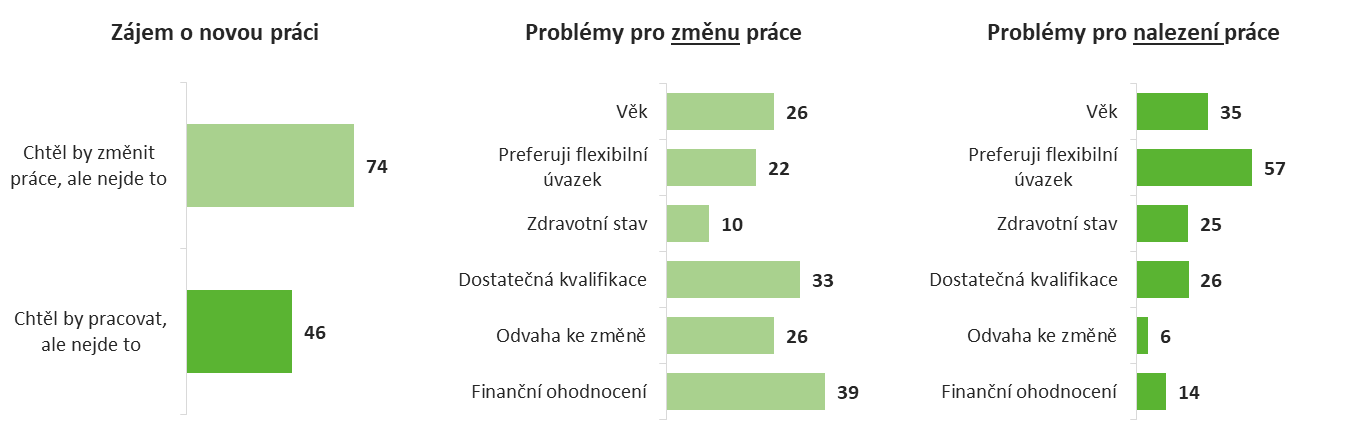 Zájem o novou práci
Chtěl by změnit
práce, ale nejde to
74
Chtěl by pracovat,
ale nejde to
46
Problémy pro změnu práce
Věk
26
Preferuji flexibilní
úvazek
22
Zdravotní stav
10
Dostatečná kvalifikace
33
Odvaha ke změně
26
Finanční ohodnocení
39
Problémy pro nalezení práce
Věk
35
Preferuji flexibilní
úvazek
57
Zdravotní stav
25
Dostatečná kvalifikace
26
Odvaha ke změně
6
Finanční ohodnocení
14